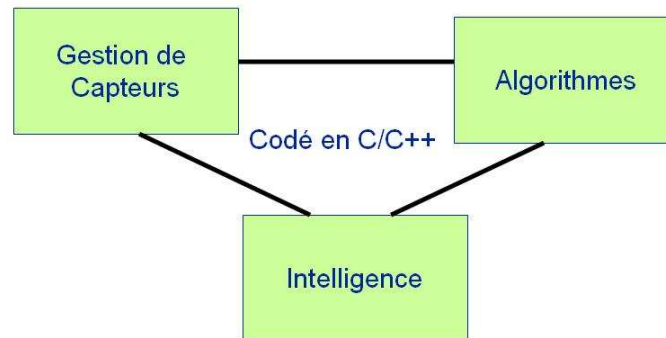 Gestion de
Capteurs
Algorithmes
Codé en C/C++
Intelligence